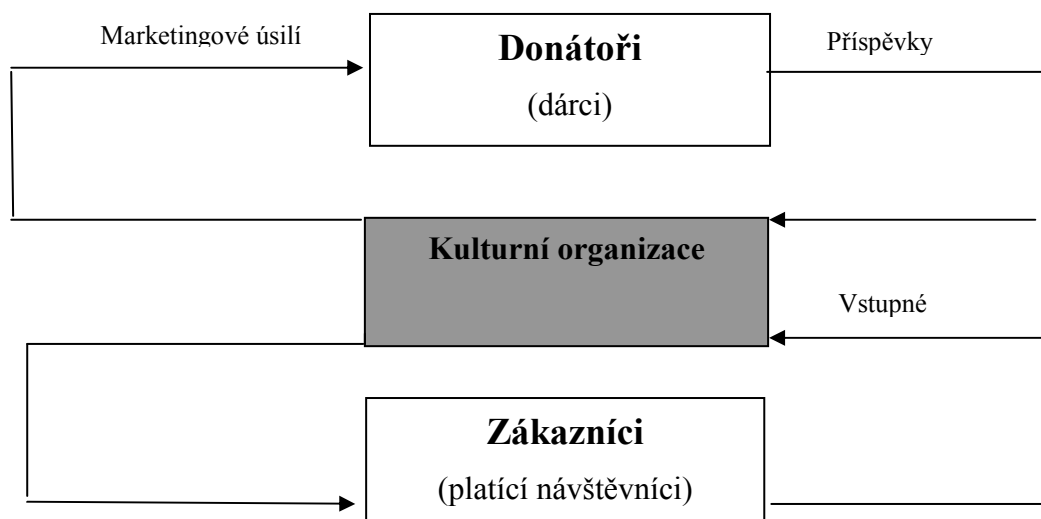 Marketingové úsilí
Donátoři
(dárci)
Příspěvky
Kulturní organizace
Vstupné
Zákazníci
(platící návštěvníci)